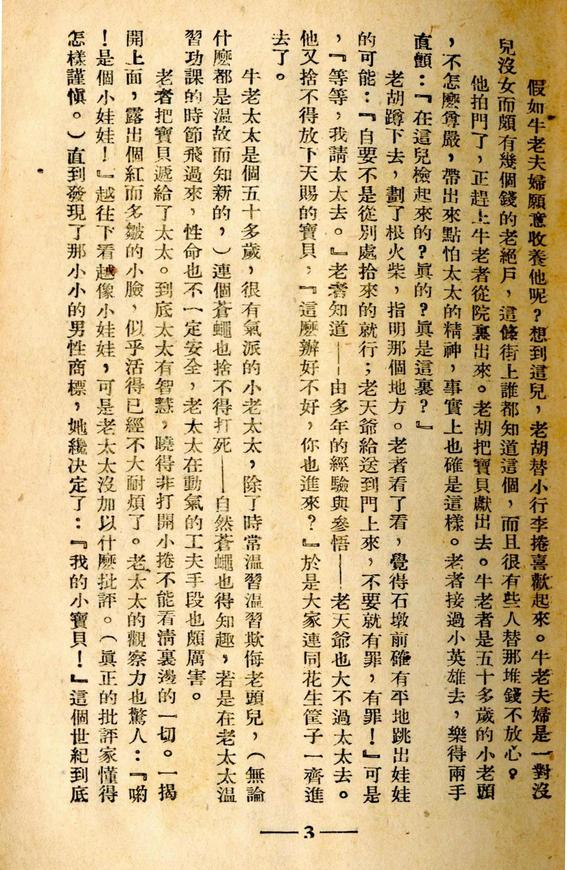 假如牛老夫婦願意收養他呢？想到這兒，老胡替小行李捲喜歡起來。牛老夫婦是一對沒
兒沒女而頗有幾個錢的老絕戶，這條街上誰都知道這個，而且很有些人替那堆錢不放心？
他拍門了，正趕上牛老者從院裏出來。老胡把寶貝獻出去。牛老者是五十多歲的小老頭
，不怎麼尊嚴，帶出來點怕太太的精神，事實上也確是這樣。老者接過小英雄去，樂得兩手
直顫：『在這兒檢起來的？眞的？眞是這裏？』
老胡蹲下去，劃了根火柴，指明那個地方。老者看了看，覺得石墩前確有平地跳出娃娃
的可能：『自要不是從別處拾來的就行；老天爺給送到門上來，不要就有罪，有罪！』可是
，『等等，我請太太去。』老者知道——由多年的經驗與參悟——老天爺也大不過太太去。
他又捨不得放下天賜的寶貝，『這麼辦好不好，你也進來？』於是大家連同花生筐子一齊進
去了。
牛老太太是個五十多歲，很有氣派的小老太太，除了時常溫習溫習欺侮老頭兒，（無論
什麼都是溫故而知新的，）連個蒼蠅也捨不得打死——自然蒼蠅也得知趣，若是在老太太溫
習功課的時節飛過來，性命也不一定安全，老太太在動氣的工夫手段也頗厲害。
老者把寶貝遞給了太太。到底太太有智慧，曉得非打開小捲不能看清裏邊的一切。一揭
開上面，露出個紅而多皺的小臉，似乎活得已經不大耐煩了。老太太的觀察力也驚人：『喲
！是個小娃娃！』越往下看越像小娃娃，可是老太太沒加以什麼批評。（眞正的批評家懂得
怎樣謹愼。）直到發現了那小小的男性商標，她纔決定了：『我的小寶貝！』這個世紀到底
——3——